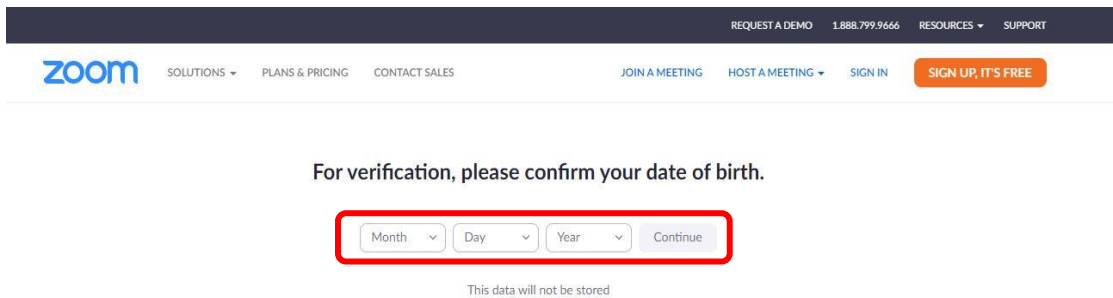 REQUEST A DEMO 1.888.799.9666 RESOURCES SUPPORT
zoom SOLUTIONS PLANS & PRICING CONTACT SALES JOIN A MEETING HOST A MEETING SIGN IN SIGN UP, IT'S FREE
For verification, please confirm your date of birth.
Month Day Year Continue
This data will not be stored